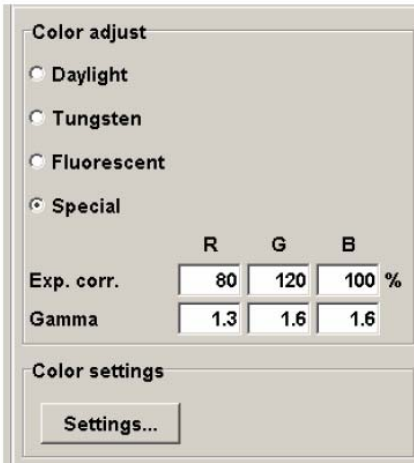 Color adjust
Daylight
Tungsten
Fluorescent
Special
R G B
Exp. corr. 80 120 100 %
Gamma 1.3 1.6 1.6
Color settings
Settings...